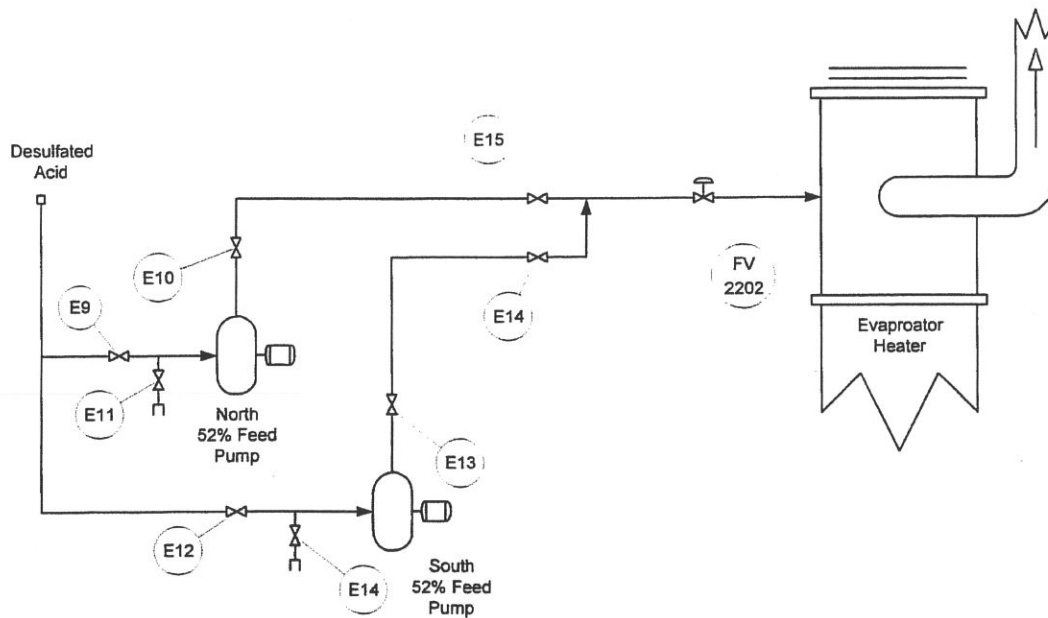 E15
Desulfated
Acid
E10
E9
E14
FV
2202
Evaproator
Heater
E11
North
52% Feed
Pump
E13
E12
E14
South
52% Feed
Pump